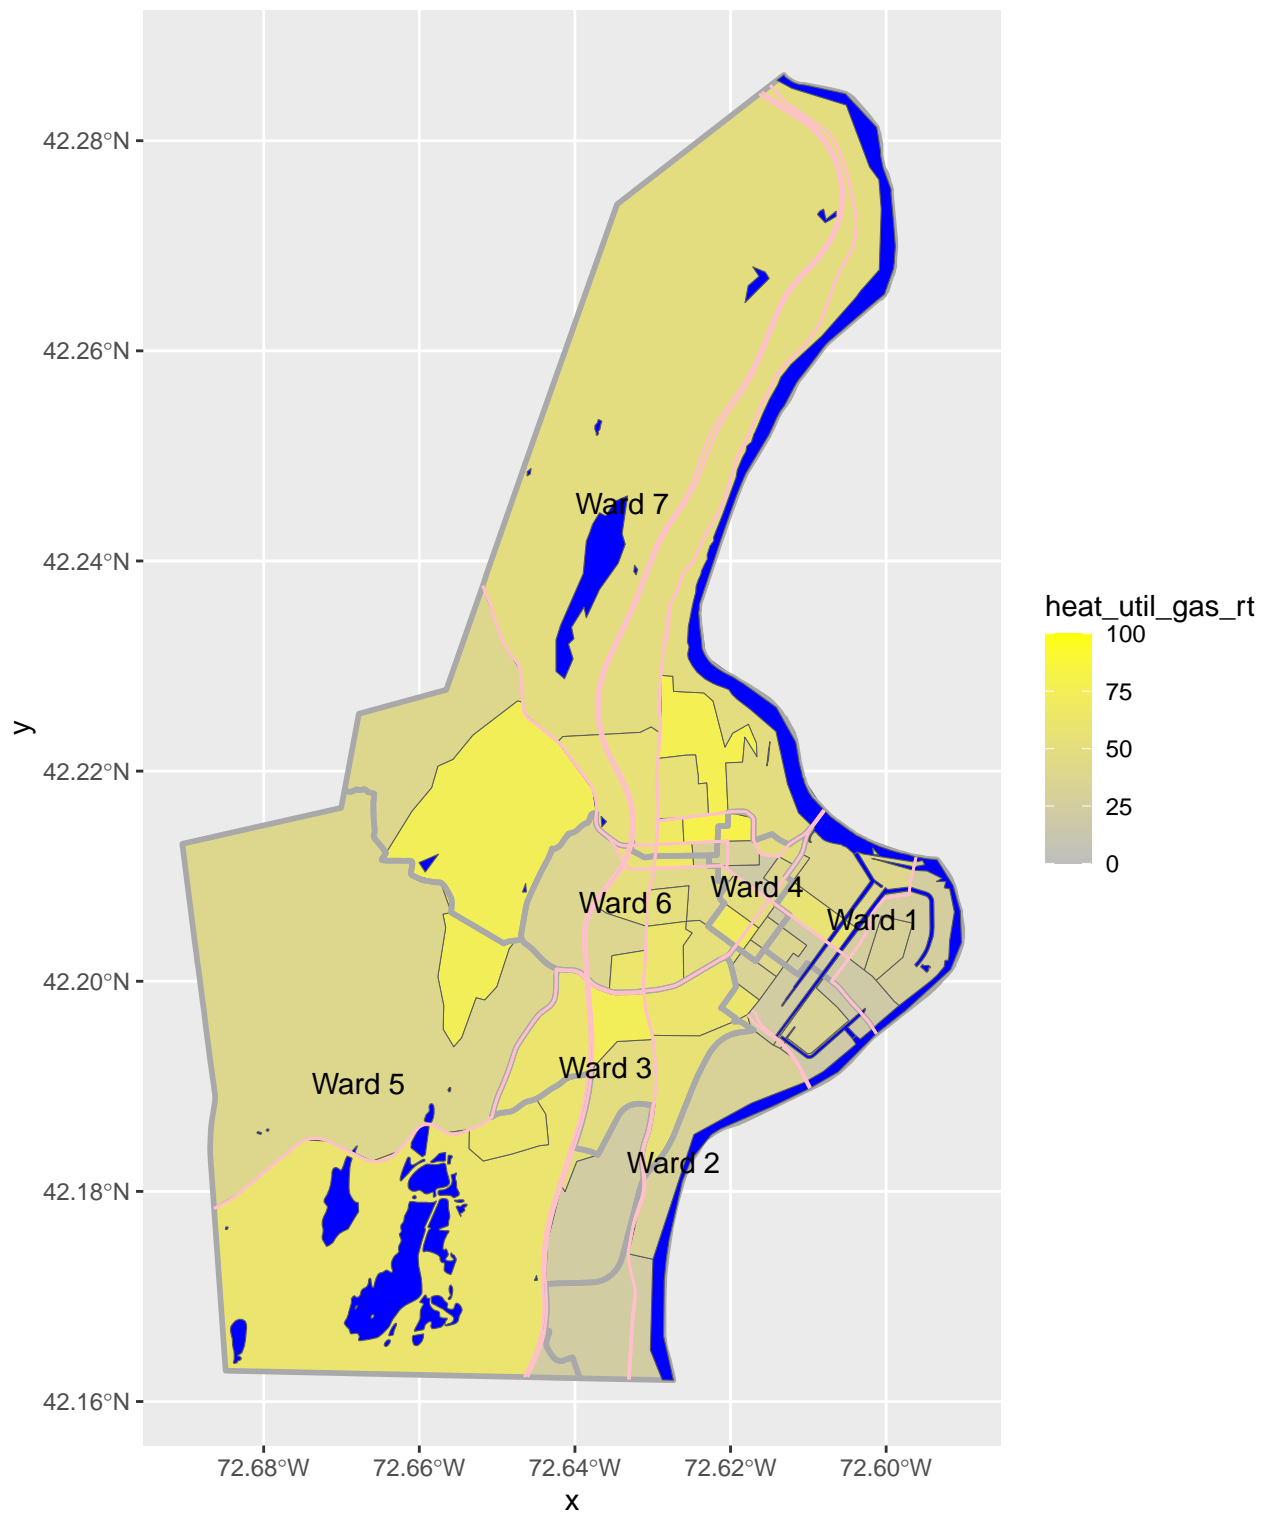 42.28°N
42.26°N
42.24°N
42.22°N
42.20°N
42.18°N
42.16°N
y
Ward 7
Ward 4
Ward 6
Ward 1
Ward 3
Ward 5
Ward 2
72.68°W
72.66°W
72.64°W
72.62°W
72.60°W
x
heat_util_gas_rt
100
75
50
25
0